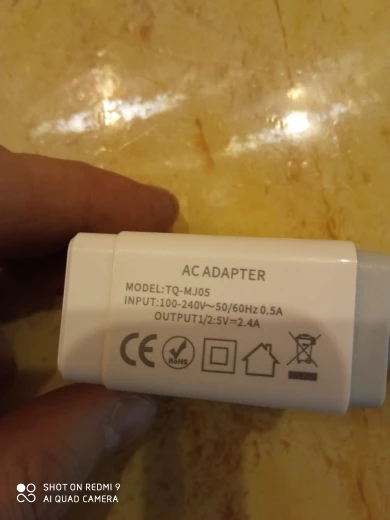 AC ADAPTER
MODEL:TQ-MJ05
INPUT:100-240V~50/60Hz 0.5A
OUTPUT1/2:5V⎓2.4A
CE RoHS
SHOT ON REDMI 9
AI QUAD CAMERA